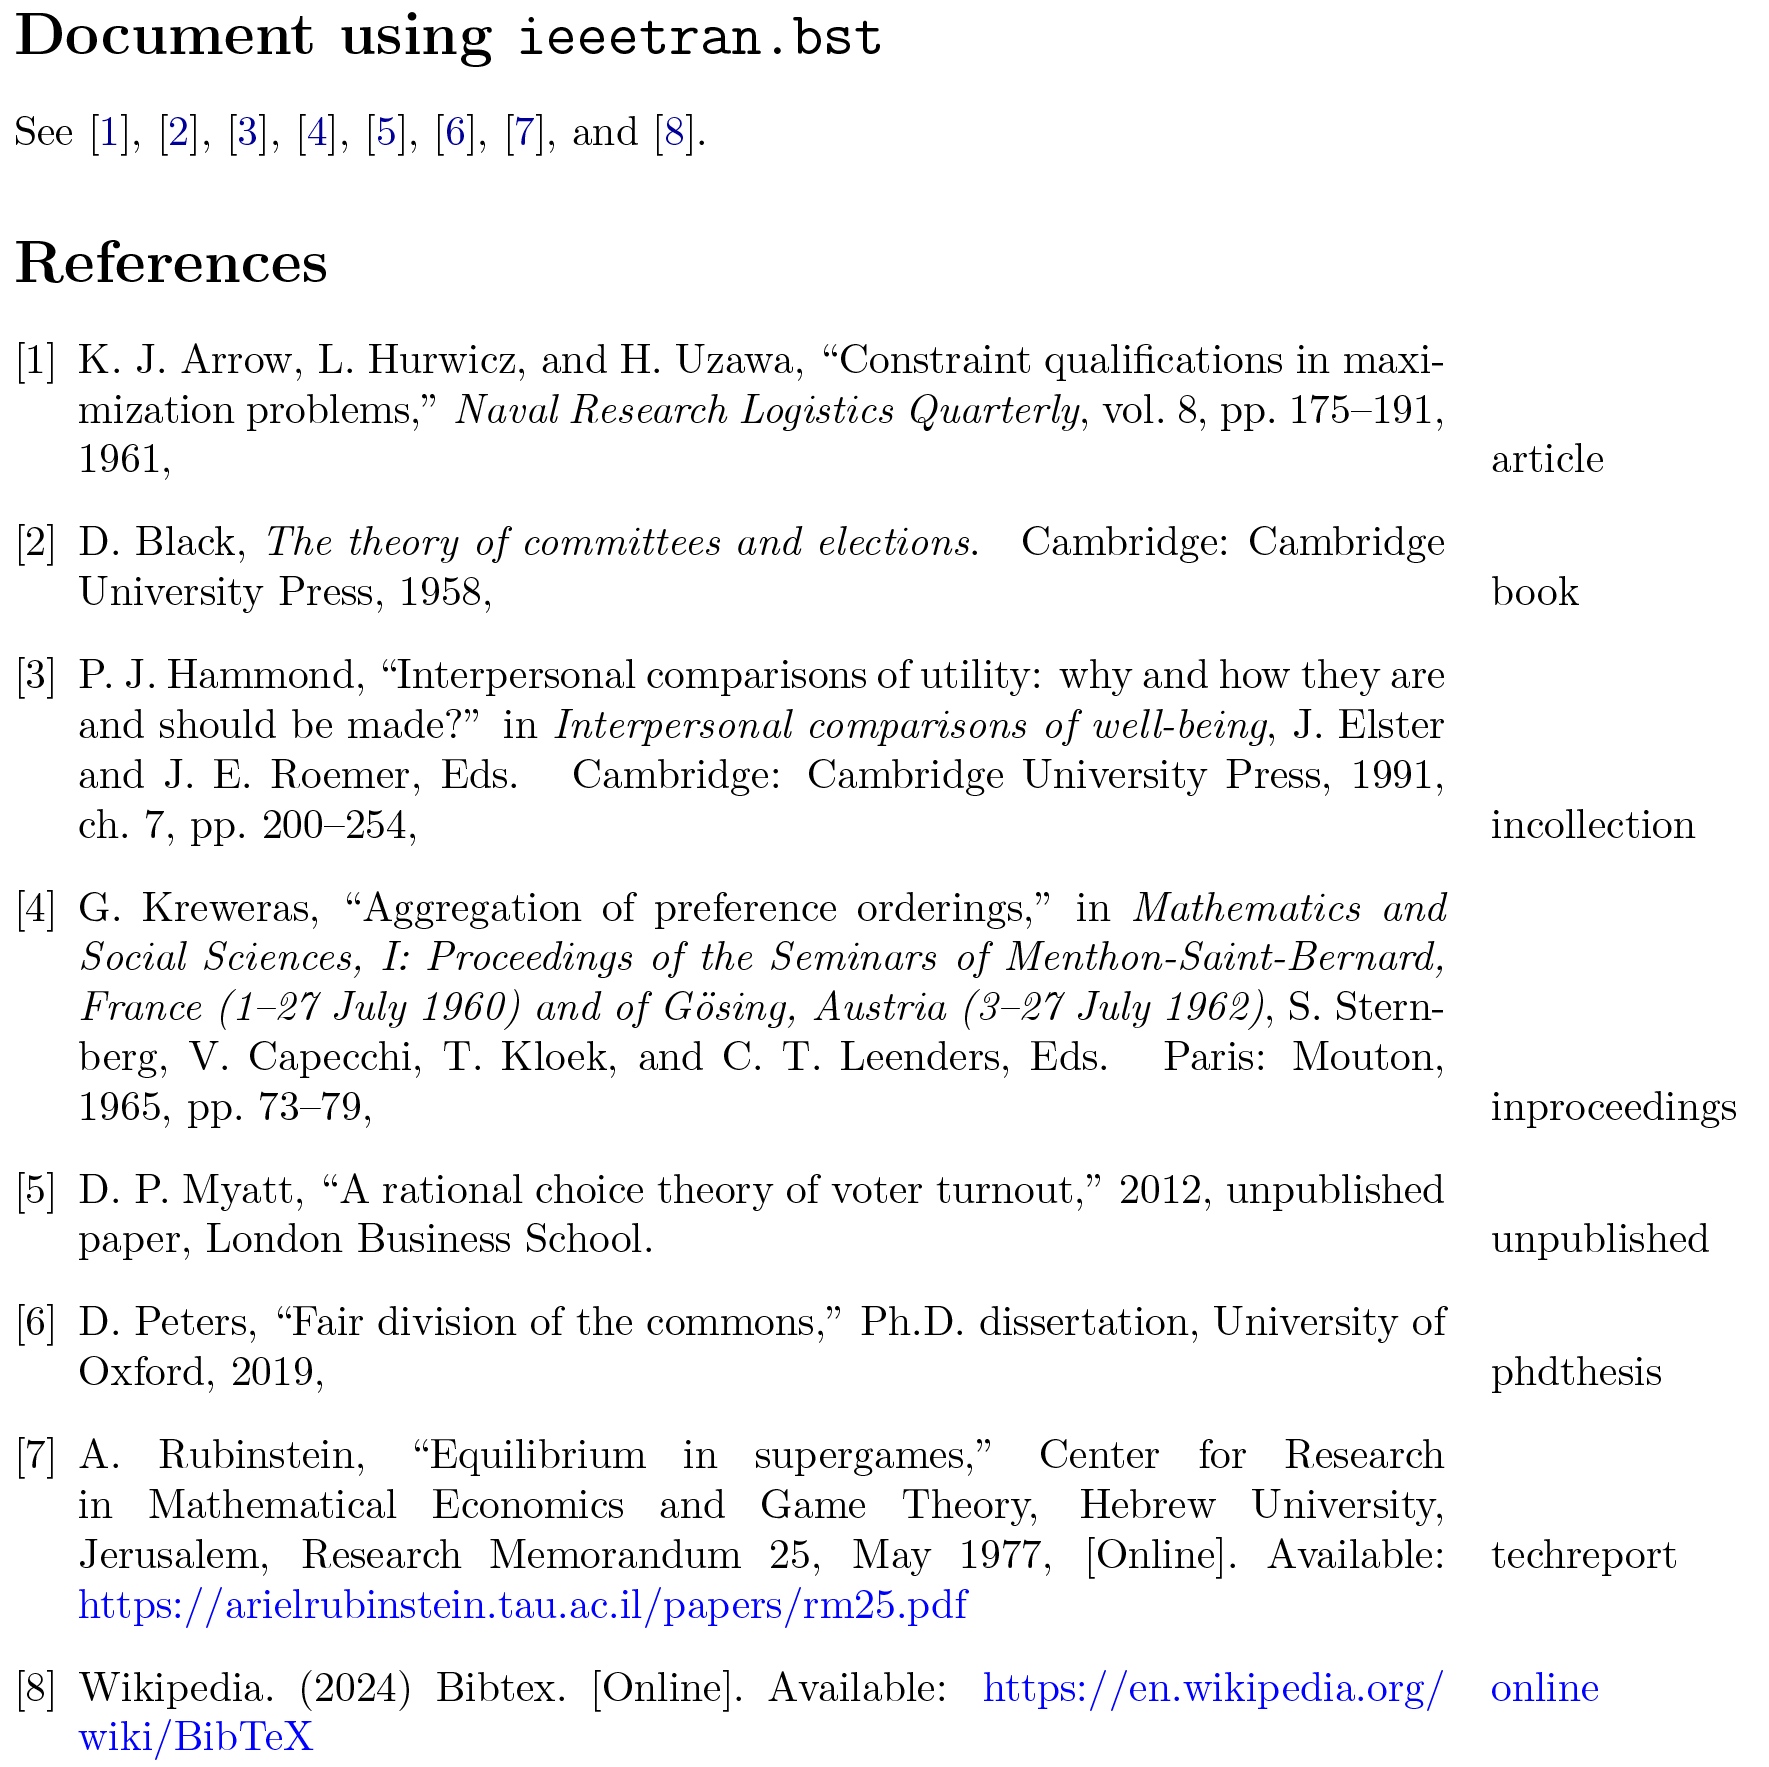 Document using ieeetran.bst
See [1], [2], [3], [4], [5], [6], [7], and [8].
References
[1] K. J. Arrow, L. Hurwicz, and H. Uzawa, “Constraint qualifications in maxi-
mization problems,” Naval Research Logistics Quarterly, vol. 8, pp. 175–191,
1961, article
[2] D. Black, The theory of committees and elections. Cambridge: Cambridge
University Press, 1958, book
[3] P. J. Hammond, “Interpersonal comparisons of utility: why and how they are
and should be made?” in Interpersonal comparisons of well-being, J. Elster
and J. E. Roemer, Eds. Cambridge: Cambridge University Press, 1991,
ch. 7, pp. 200–254, incollection
[4] G. Kreweras, “Aggregation of preference orderings,” in Mathematics and
Social Sciences, I: Proceedings of the Seminars of Menthon-Saint-Bernard,
France (1–27 July 1960) and of Gösing, Austria (3–27 July 1962), S. Stern-
berg, V. Capecchi, T. Kloek, and C. T. Leenders, Eds. Paris: Mouton,
1965, pp. 73–79, inproceedings
[5] D. P. Myatt, “A rational choice theory of voter turnout,” 2012, unpublished
paper, London Business School. unpublished
[6] D. Peters, “Fair division of the commons,” Ph.D. dissertation, University of
Oxford, 2019, phdthesis
[7] A. Rubinstein, “Equilibrium in supergames,” Center for Research
in Mathematical Economics and Game Theory, Hebrew University,
Jerusalem, Research Memorandum 25, May 1977, [Online]. Available: techreport
https://arielrubinstein.tau.ac.il/papers/rm25.pdf
[8] Wikipedia. (2024) Bibtex. [Online]. Available: https://en.wikipedia.org/ online
wiki/BibTeX